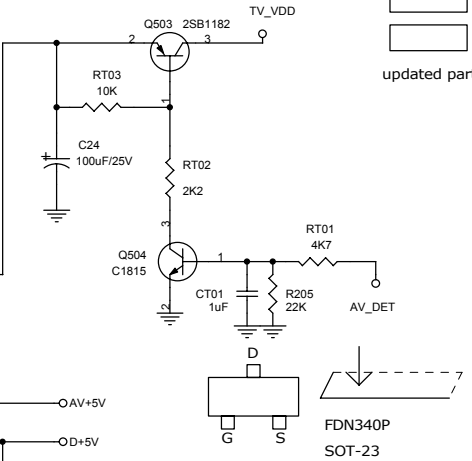 TV_VDD
Q503 2SB1182
2
3
updated part
RT03
10K
1
C24
100uF/25V
+
RT02
2K2
3
RT01
4K7
Q504
C1815
1
2
CT01
1uF
R205
22K
AV_DET
D
G S
FDN340P
SOT-23
AV+5V
D+5V